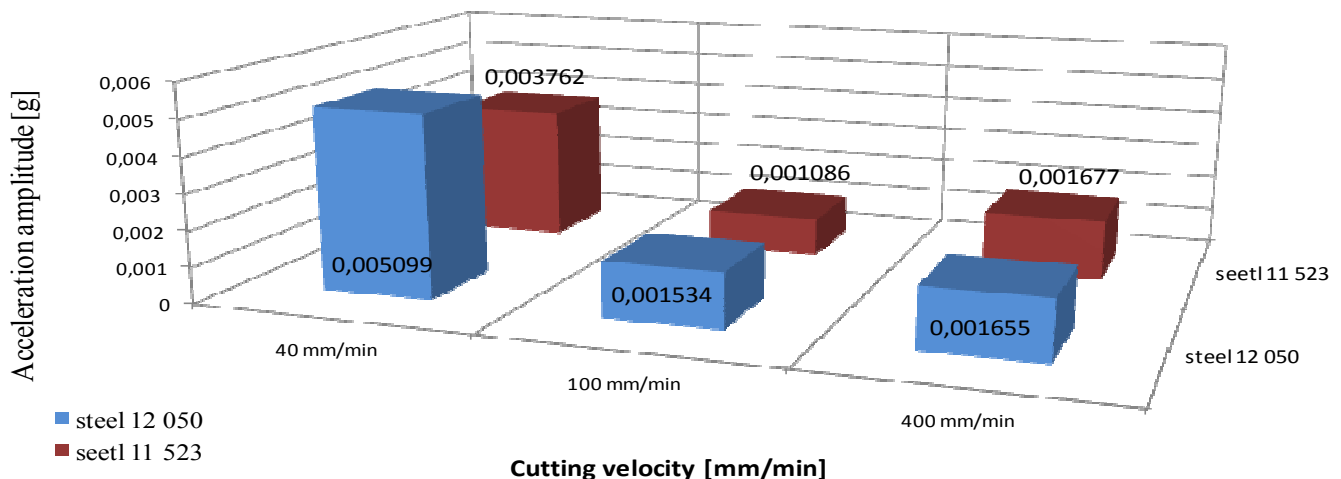 Acceleration amplitude [g]
0,006
0,005
0,004
0,003
0,002
0,001
0
0,003762
0,001086
0,001677
0,005099
0,001534
0,001655
seetl 11 523
steel 12 050
40 mm/min
100 mm/min
400 mm/min
steel 12 050
seetl 11 523
Cutting velocity [mm/min]